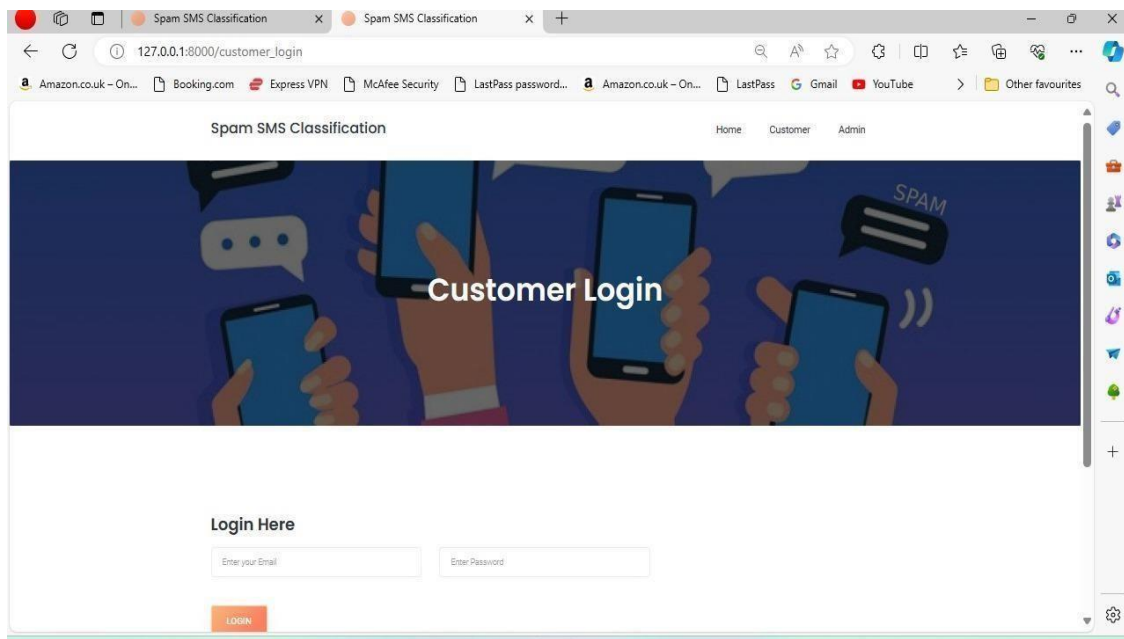 Spam SMS Classification
Spam SMS Classification
127.0.0.1:8000/customer_login
Amazon.co.uk – On...
Booking.com
Express VPN
McAfee Security
LastPass password...
Amazon.co.uk – On...
LastPass
Gmail
YouTube
Other favourites
Spam SMS Classification
Home
Customer
Admin
SPAM
Customer Login
Login Here
Enter your Email
Enter Password
LOGIN